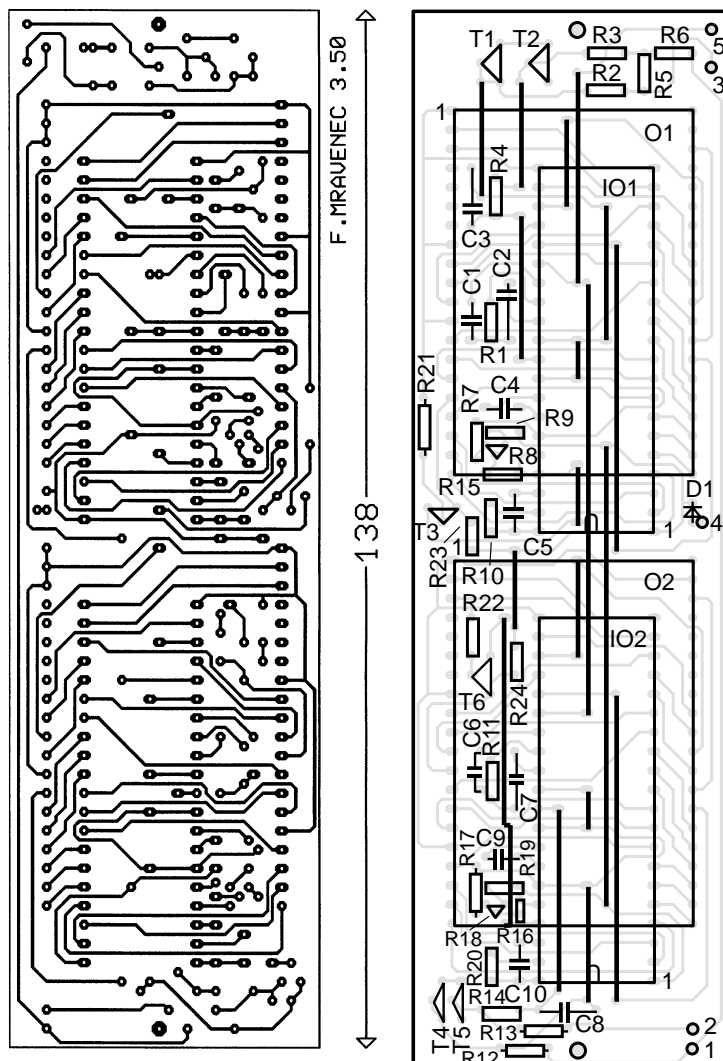 F.MRAVENEC 3.50
138
T1
T2
R3
R6
5
R2
R5
3
1
O1
R4
IO1
C3
C1
C2
R1
R21
R7
C4
R9
R8
R15
D1
T3
4
R23
1
R10
C5
1
O2
R22
IO2
T6
R24
C6
R11
C7
R17
C9
R19
R18
R16
R20
1
R14
C10
T4
T5
R13
C8
2
R12
1